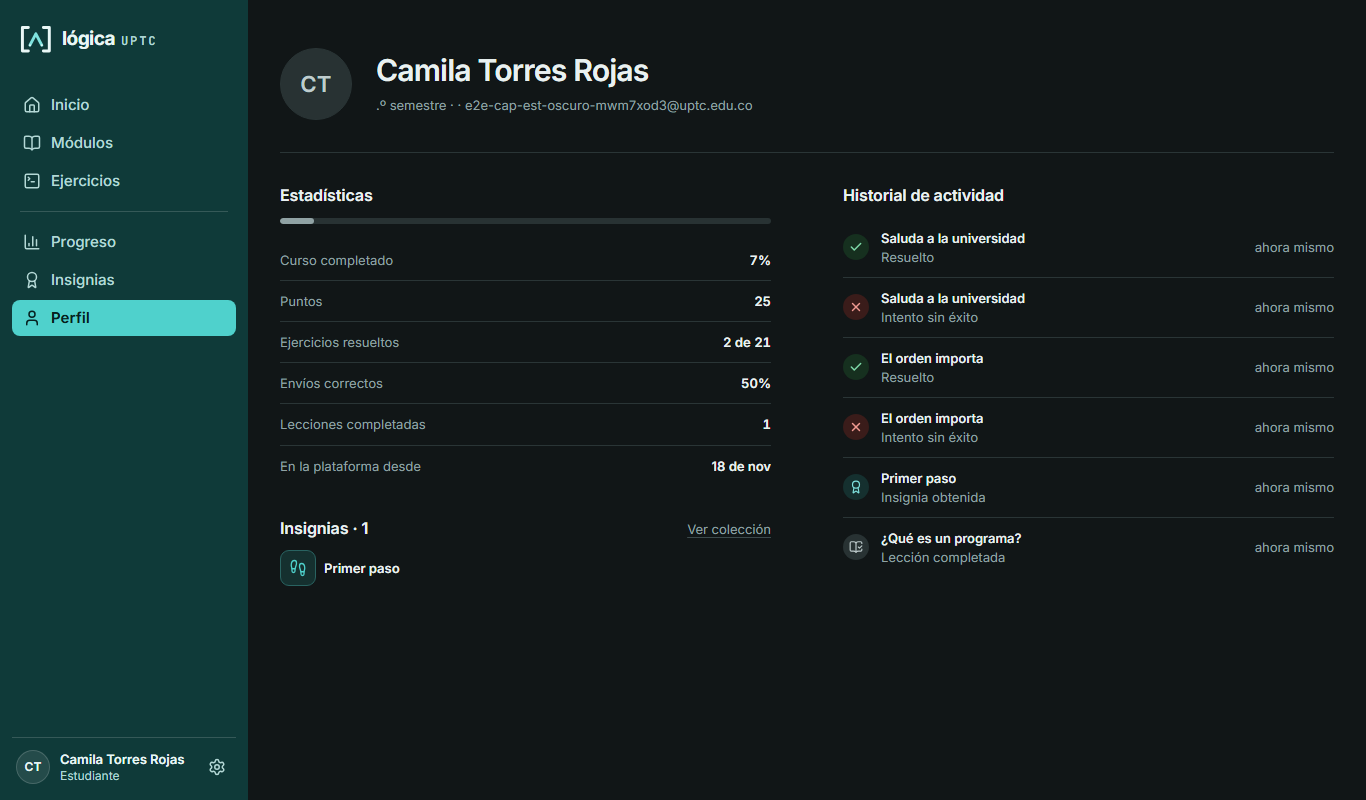 lógica UPTC
Inicio
Módulos
Ejercicios
Progreso
Insignias
Perfil
CT
Camila Torres Rojas
Estudiante
CT
Camila Torres Rojas
.º semestre · · e2e-cap-est-oscuro-mwm7xod3@uptc.edu.co
Estadísticas
Curso completado 7%
Puntos 25
Ejercicios resueltos 2 de 21
Envíos correctos 50%
Lecciones completadas 1
En la plataforma desde 18 de nov
Insignias · 1 Ver colección
Primer paso
Historial de actividad
Saluda a la universidad
Resuelto
ahora mismo
Saluda a la universidad
Intento sin éxito
ahora mismo
El orden importa
Resuelto
ahora mismo
El orden importa
Intento sin éxito
ahora mismo
Primer paso
Insignia obtenida
ahora mismo
¿Qué es un programa?
Lección completada
ahora mismo